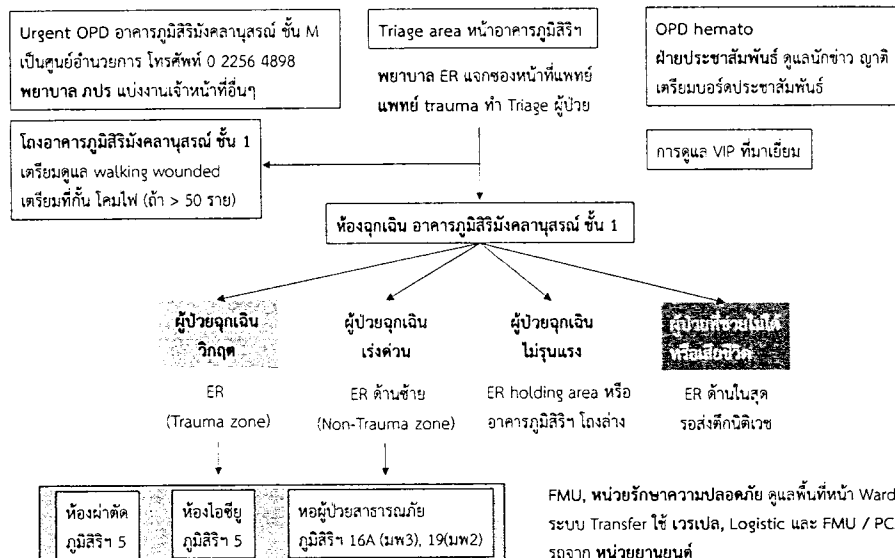 Urgent OPD อาคารภูมิสิริมังคลานุสรณ์ ชั้น M
เป็นศูนย์อำนวยการ โทรศัพท์ 0 2256 4898
พยาบาล ภปร แบ่งงานเจ้าหน้าที่อื่นๆ
Triage area หน้าอาคารภูมิสิริฯ
พยาบาล ER แจกซองหน้าที่แพทย์
แพทย์ trauma ทำ Triage ผู้ป่วย
OPD hemato
ฝ่ายประชาสัมพันธ์ ดูแลนักข่าว ญาติ
เตรียมบอร์ดประชาสัมพันธ์
โถงอาคารภูมิสิริมังคลานุสรณ์ ชั้น 1
เตรียมดูแล walking wounded
เตรียมที่กั้น โคมไฟ (ถ้า > 50 ราย)
การดูแล VIP ที่มาเยี่ยม
ห้องฉุกเฉิน อาคารภูมิสิริมังคลานุสรณ์ ชั้น 1
ผู้ป่วยฉุกเฉิน
วิกฤต
ER
(Trauma zone)
ผู้ป่วยฉุกเฉิน
เร่งด่วน
ER ด้านซ้าย
(Non-Trauma zone)
ผู้ป่วยฉุกเฉิน
ไม่รุนแรง
ER holding area หรือ
อาคารภูมิสิริฯ โถงล่าง
ผู้ป่วยที่ช่วยไม่ได้
หรือเสียชีวิต
ER ด้านในสุด
รอส่งตึกนิติเวช
ห้องผ่าตัด
ภูมิสิริฯ 5
ห้องไอซียู
ภูมิสิริฯ 5
หอผู้ป่วยสาธารณภัย
ภูมิสิริฯ 16A (มพ3), 19(มพ2)
FMU, หน่วยรักษาความปลอดภัย ดูแลพื้นที่หน้า Ward
ระบบ Transfer ใช้ เวรเปล, Logistic และ FMU / PC
รถจาก หน่วยยานยนต์